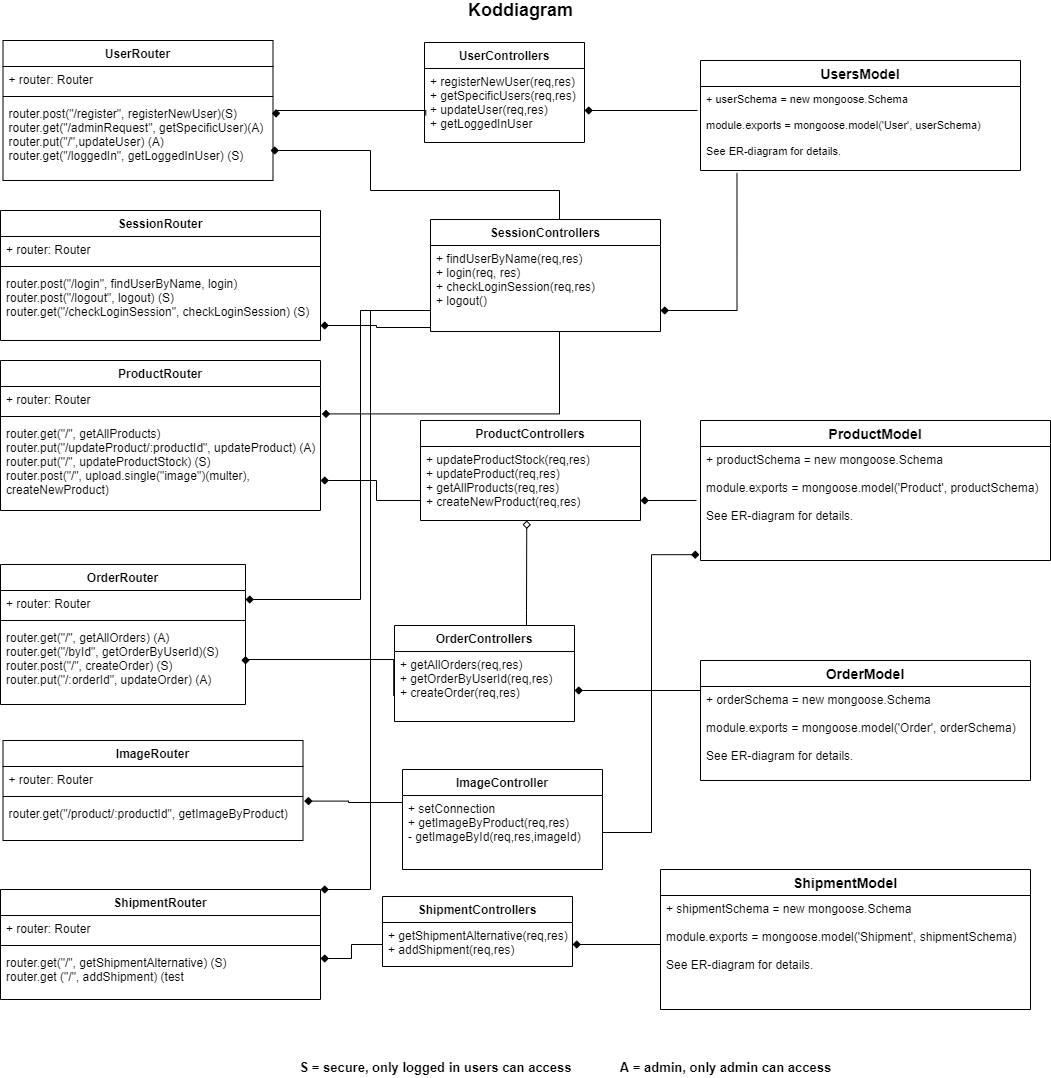 Koddiagram
UserRouter
+ router: Router
router.post("/register", registerNewUser)(S)
router.get("/adminRequest", getSpecificUser)(A)
router.put("/",updateUser) (A)
router.get("/loggedIn", getLoggedInUser) (S)
UserControllers
+ registerNewUser(req,res)
+ getSpecificUsers(req,res)
+ updateUser(req,res)
+ getLoggedInUser
UsersModel
+ userSchema = new mongoose.Schema
module.exports = mongoose.model('User', userSchema)
See ER-diagram for details.
SessionRouter
+ router: Router
router.post("/login", findUserByName, login)
router.post("/logout", logout) (S)
router.get("/checkLoginSession", checkLoginSession) (S)
SessionControllers
+ findUserByName(req,res)
+ login(req, res)
+ checkLoginSession(req,res)
+ logout()
ProductRouter
+ router: Router
router.get("/", getAllProducts)
router.put("/updateProduct/:productId", updateProduct) (A)
router.put("/", updateProductStock) (S)
router.post("/", upload.single("image")(multer),
createNewProduct)
ProductControllers
+ updateProductStock(req,res)
+ updateProduct(req,res)
+ getAllProducts(req,res)
+ createNewProduct(req,res)
ProductModel
+ productSchema = new mongoose.Schema
module.exports = mongoose.model('Product', productSchema)
See ER-diagram for details.
OrderRouter
+ router: Router
router.get("/", getAllOrders) (A)
router.get("/byId", getOrderByUserId)(S)
router.post("/", createOrder) (S)
router.put("/:orderId", updateOrder) (A)
OrderControllers
+ getAllOrders(req,res)
+ getOrderByUserId(req,res)
+ createOrder(req,res)
OrderModel
+ orderSchema = new mongoose.Schema
module.exports = mongoose.model('Order', orderSchema)
See ER-diagram for details.
ImageRouter
+ router: Router
router.get("/product/:productId", getImageByProduct)
ImageController
+ setConnection
+ getImageByProduct(req,res)
- getImageById(req,res,imageId)
ShipmentRouter
+ router: Router
router.get("/", getShipmentAlternative) (S)
router.get ("/", addShipment) (test
ShipmentControllers
+ getShipmentAlternative(req,res)
+ addShipment(req,res)
ShipmentModel
+ shipmentSchema = new mongoose.Schema
module.exports = mongoose.model('Shipment', shipmentSchema)
See ER-diagram for details.
S = secure, only logged in users can access
A = admin, only admin can access